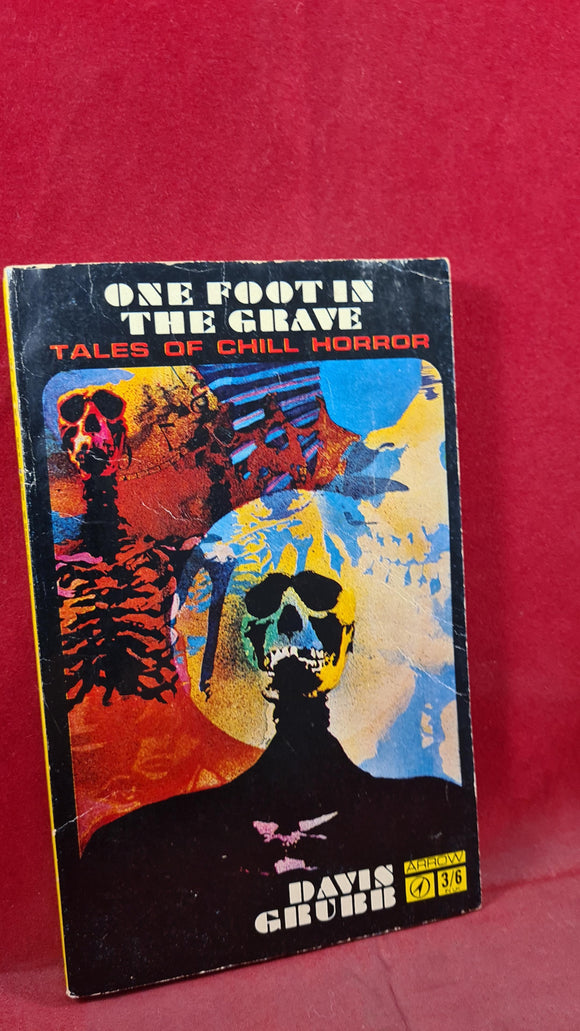 ONE FOOT IN
THE GRAVE
TALES OF CHILL HORROR
DAVIS
GRUBB
ARROW
3/6